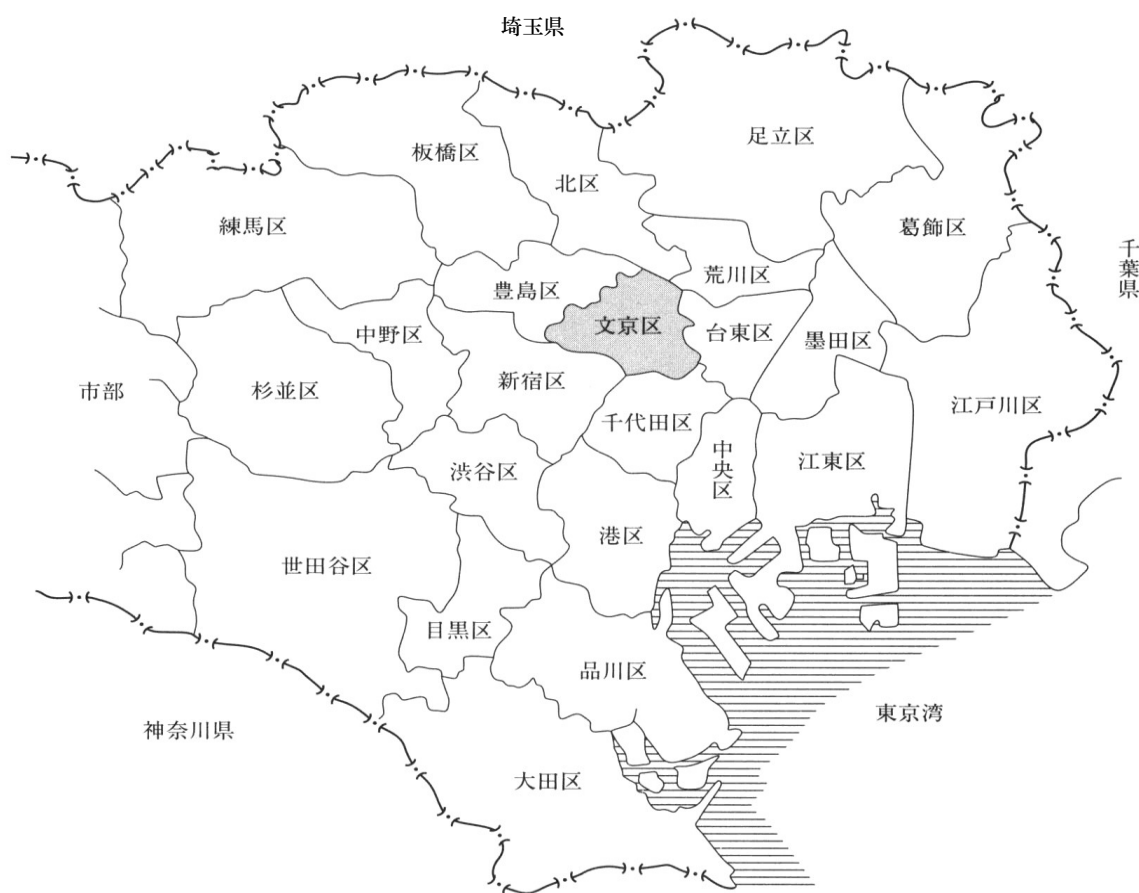 埼玉県
足立区
板橋区
北区
練馬区
葛飾区
千葉県
荒川区
豊島区
文京区
台東区
中野区
墨田区
新宿区
杉並区
市部
江戸川区
千代田区
中央区
江東区
渋谷区
港区
世田谷区
目黒区
品川区
東京湾
神奈川県
大田区